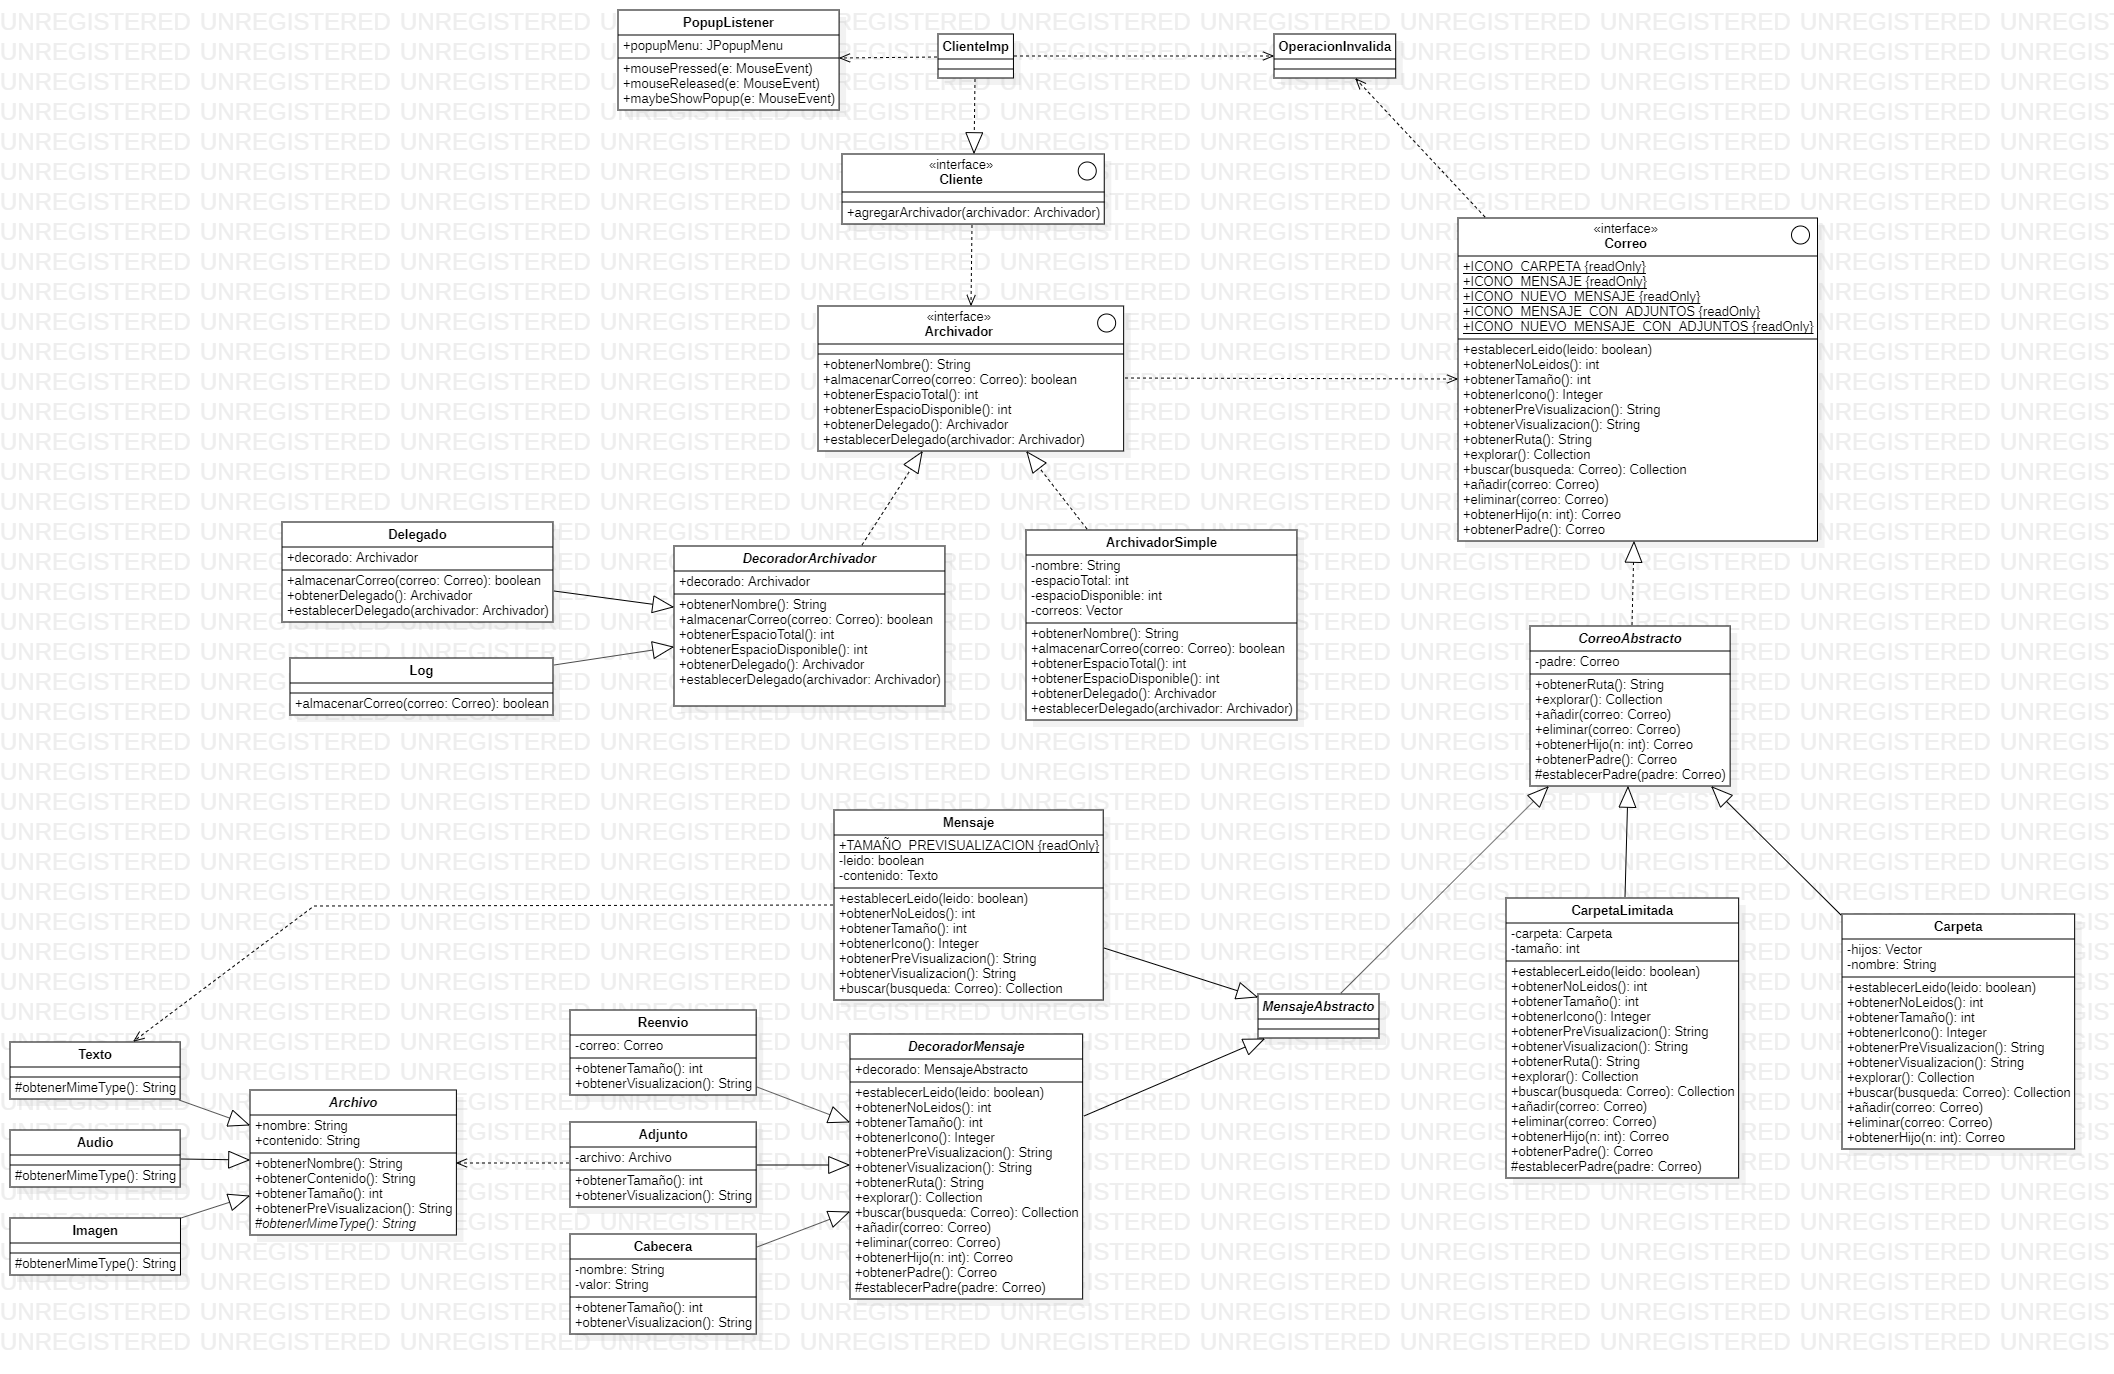 PopupListener
+popupMenu: JPopupMenu
+mousePressed(e: MouseEvent)
+mouseReleased(e: MouseEvent)
+maybeShowPopup(e: MouseEvent)
ClienteImp
OperacionInvalida
«interface»
Cliente
+agregarArchivador(archivador: Archivador)
«interface»
Correo
+ICONO_CARPETA {readOnly}
+ICONO_MENSAJE {readOnly}
+ICONO_NUEVO_MENSAJE {readOnly}
+ICONO_MENSAJE_CON_ADJUNTOS {readOnly}
+ICONO_NUEVO_MENSAJE_CON_ADJUNTOS {readOnly}
+establecerLeido(leido: boolean)
+obtenerNoLeidos(): int
+obtenerTamaño(): int
+obtenerIcono(): Integer
+obtenerPreVisualizacion(): String
+obtenerVisualizacion(): String
+obtenerRuta(): String
+explorar(): Collection
+buscar(busqueda: Correo): Collection
+añadir(correo: Correo)
+eliminar(correo: Correo)
+obtenerHijo(n: int): Correo
+obtenerPadre(): Correo
«interface»
Archivador
+obtenerNombre(): String
+almacenarCorreo(correo: Correo): boolean
+obtenerEspacioTotal(): int
+obtenerEspacioDisponible(): int
+obtenerDelegado(): Archivador
+establecerDelegado(archivador: Archivador)
Delegado
+decorado: Archivador
+almacenarCorreo(correo: Correo): boolean
+obtenerDelegado(): Archivador
+establecerDelegado(archivador: Archivador)
Log
+almacenarCorreo(correo: Correo): boolean
DecoradorArchivador
+decorado: Archivador
+obtenerNombre(): String
+almacenarCorreo(correo: Correo): boolean
+obtenerEspacioTotal(): int
+obtenerEspacioDisponible(): int
+obtenerDelegado(): Archivador
+establecerDelegado(archivador: Archivador)
ArchivadorSimple
-nombre: String
-espacioTotal: int
-espacioDisponible: int
-correos: Vector
+obtenerNombre(): String
+almacenarCorreo(correo: Correo): boolean
+obtenerEspacioTotal(): int
+obtenerEspacioDisponible(): int
+obtenerDelegado(): Archivador
+establecerDelegado(archivador: Archivador)
CorreoAbstracto
-padre: Correo
+obtenerRuta(): String
+explorar(): Collection
+añadir(correo: Correo)
+eliminar(correo: Correo)
+obtenerHijo(n: int): Correo
+obtenerPadre(): Correo
#establecerPadre(padre: Correo)
Mensaje
+TAMAÑO_PREVISUALIZACION {readOnly}
-leido: boolean
-contenido: Texto
+establecerLeido(leido: boolean)
+obtenerNoLeidos(): int
+obtenerTamaño(): int
+obtenerIcono(): Integer
+obtenerPreVisualizacion(): String
+obtenerVisualizacion(): String
+buscar(busqueda: Correo): Collection
MensajeAbstracto
CarpetaLimitada
-carpeta: Carpeta
-tamaño: int
+establecerLeido(leido: boolean)
+obtenerNoLeidos(): int
+obtenerTamaño(): int
+obtenerIcono(): Integer
+obtenerPreVisualizacion(): String
+obtenerVisualizacion(): String
+obtenerRuta(): String
+explorar(): Collection
+buscar(busqueda: Correo): Collection
+añadir(correo: Correo)
+eliminar(correo: Correo)
+obtenerHijo(n: int): Correo
+obtenerPadre(): Correo
#establecerPadre(padre: Correo)
Carpeta
-hijos: Vector
-nombre: String
+establecerLeido(leido: boolean)
+obtenerNoLeidos(): int
+obtenerTamaño(): int
+obtenerIcono(): Integer
+obtenerPreVisualizacion(): String
+obtenerVisualizacion(): String
+explorar(): Collection
+buscar(busqueda: Correo): Collection
+añadir(correo: Correo)
+eliminar(correo: Correo)
+obtenerHijo(n: int): Correo
Texto
#obtenerMimeType(): String
Audio
#obtenerMimeType(): String
Imagen
#obtenerMimeType(): String
Archivo
+nombre: String
+contenido: String
+obtenerNombre(): String
+obtenerContenido(): String
+obtenerTamaño(): int
+obtenerPreVisualizacion(): String
#obtenerMimeType(): String
Reenvio
-correo: Correo
+obtenerTamaño(): int
+obtenerVisualizacion(): String
Adjunto
-archivo: Archivo
+obtenerTamaño(): int
+obtenerVisualizacion(): String
Cabecera
-nombre: String
-valor: String
+obtenerTamaño(): int
+obtenerVisualizacion(): String
DecoradorMensaje
+decorado: MensajeAbstracto
+establecerLeido(leido: boolean)
+obtenerNoLeidos(): int
+obtenerTamaño(): int
+obtenerIcono(): Integer
+obtenerPreVisualizacion(): String
+obtenerVisualizacion(): String
+obtenerRuta(): String
+explorar(): Collection
+buscar(busqueda: Correo): Collection
+añadir(correo: Correo)
+eliminar(correo: Correo)
+obtenerHijo(n: int): Correo
+obtenerPadre(): Correo
#establecerPadre(padre: Correo)
UNREGISTERED